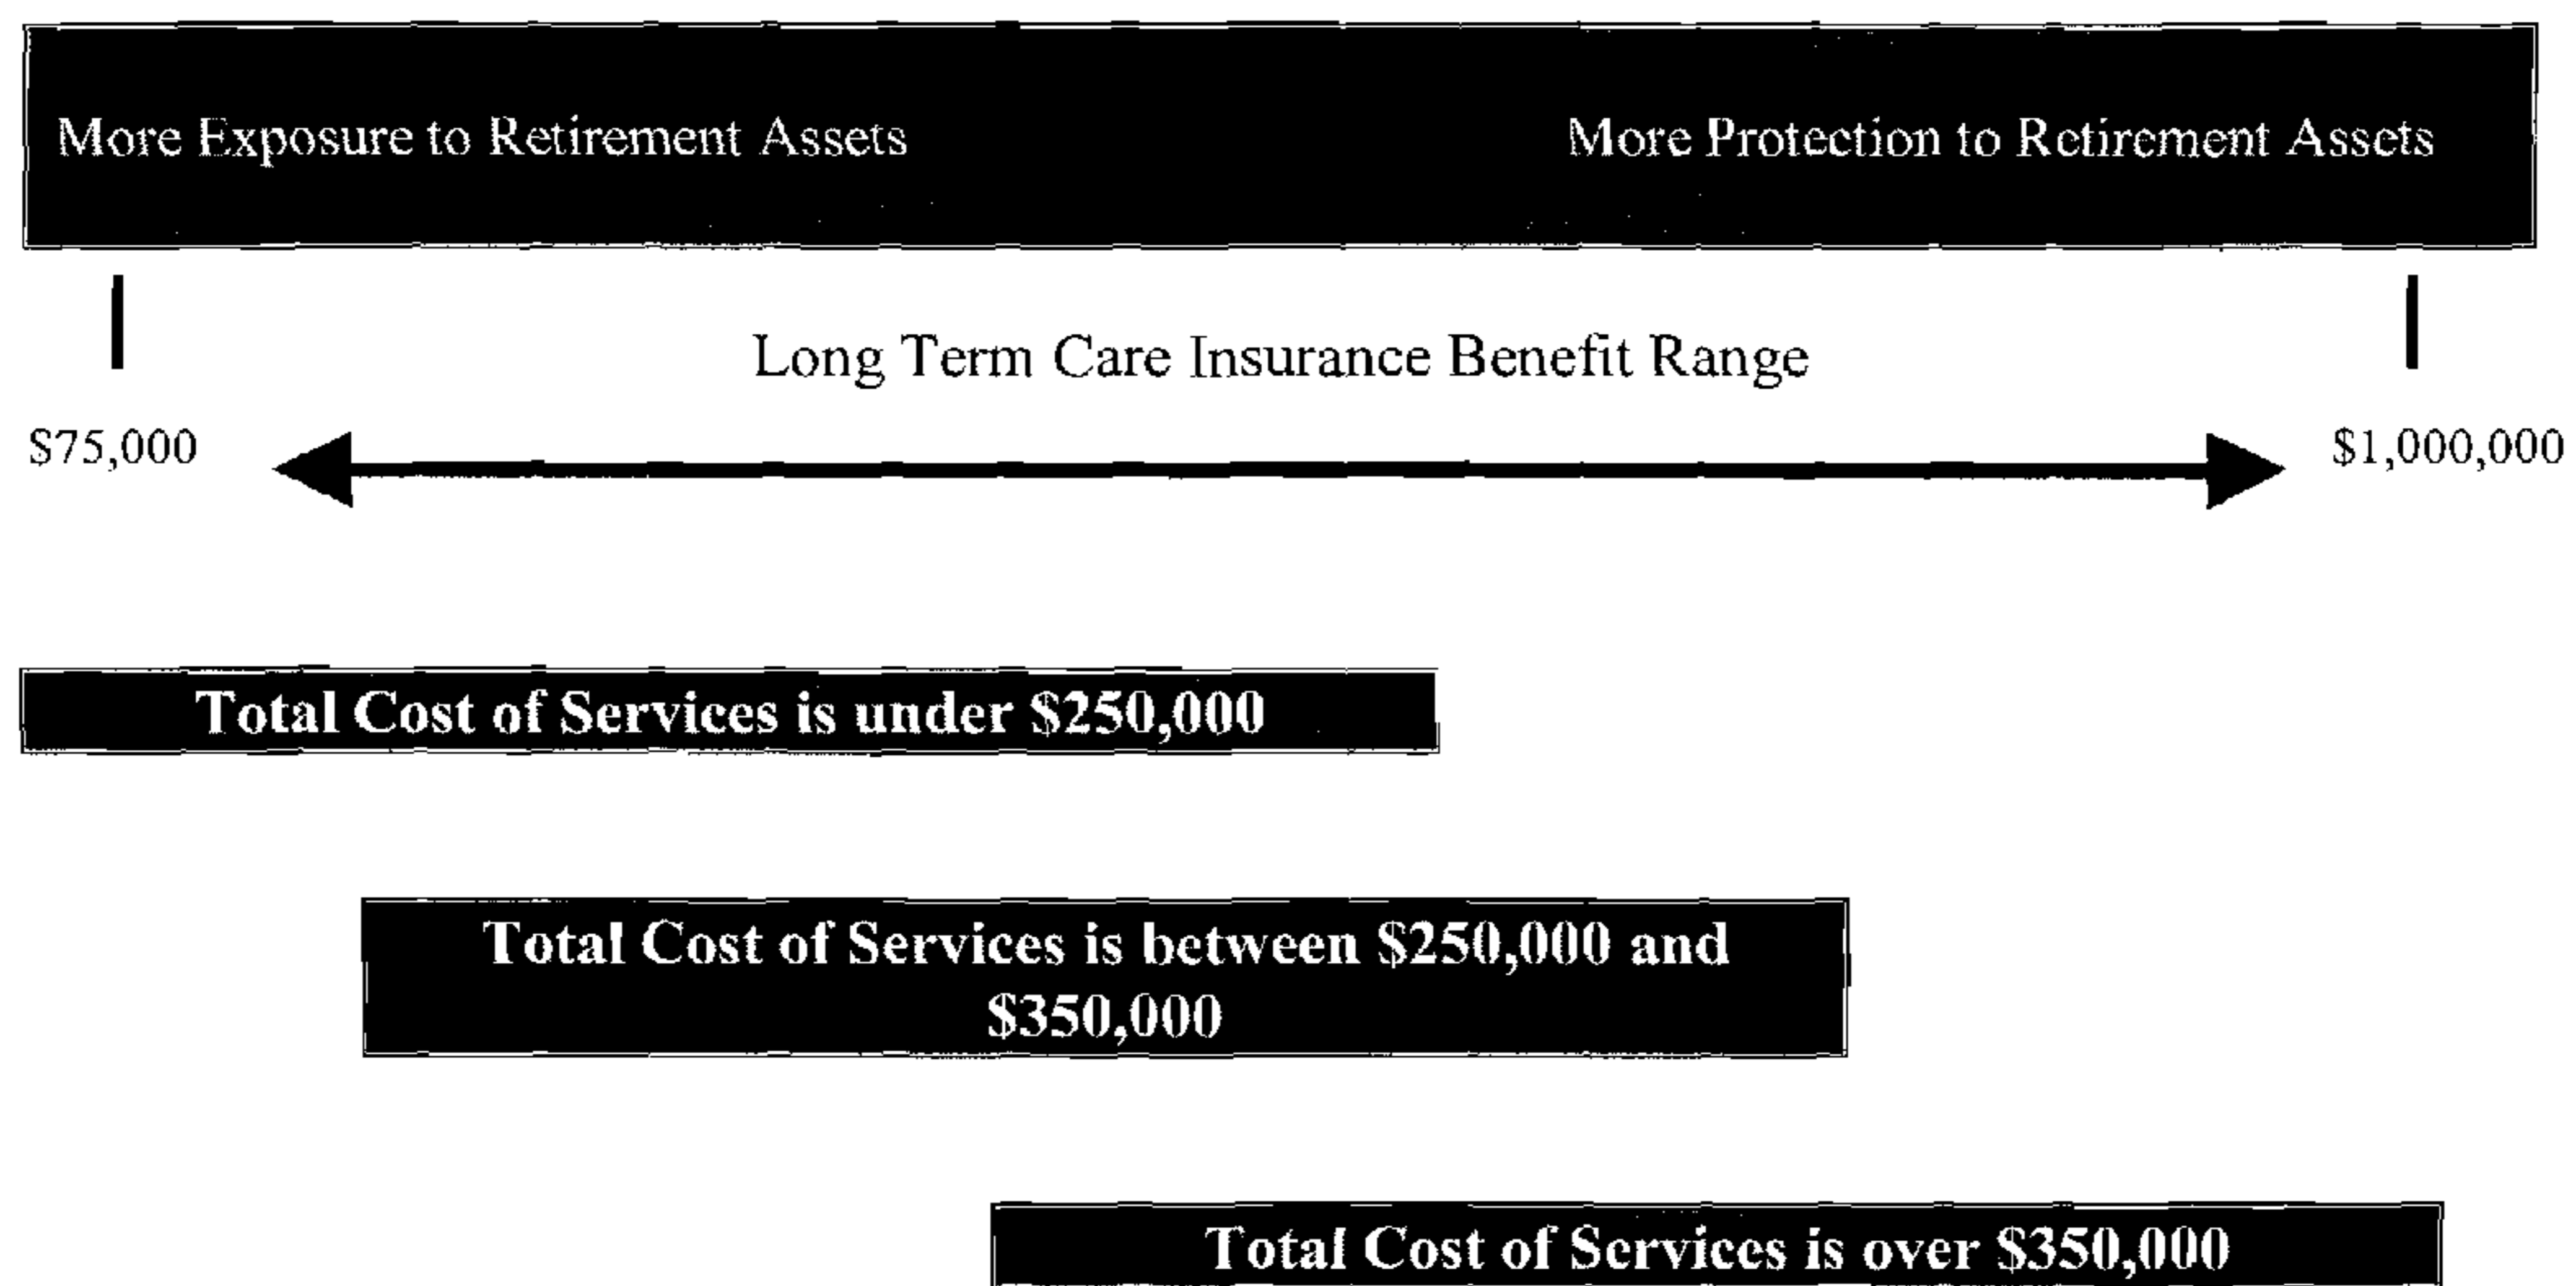 More Exposure to Retirement Assets
More Protection to Retirement Assets
Long Term Care Insurance Benefit Range
$75,000
$1,000,000
Total Cost of Services is under $250,000
Total Cost of Services is between $250,000 and
$350,000
Total Cost of Services is over $350,000